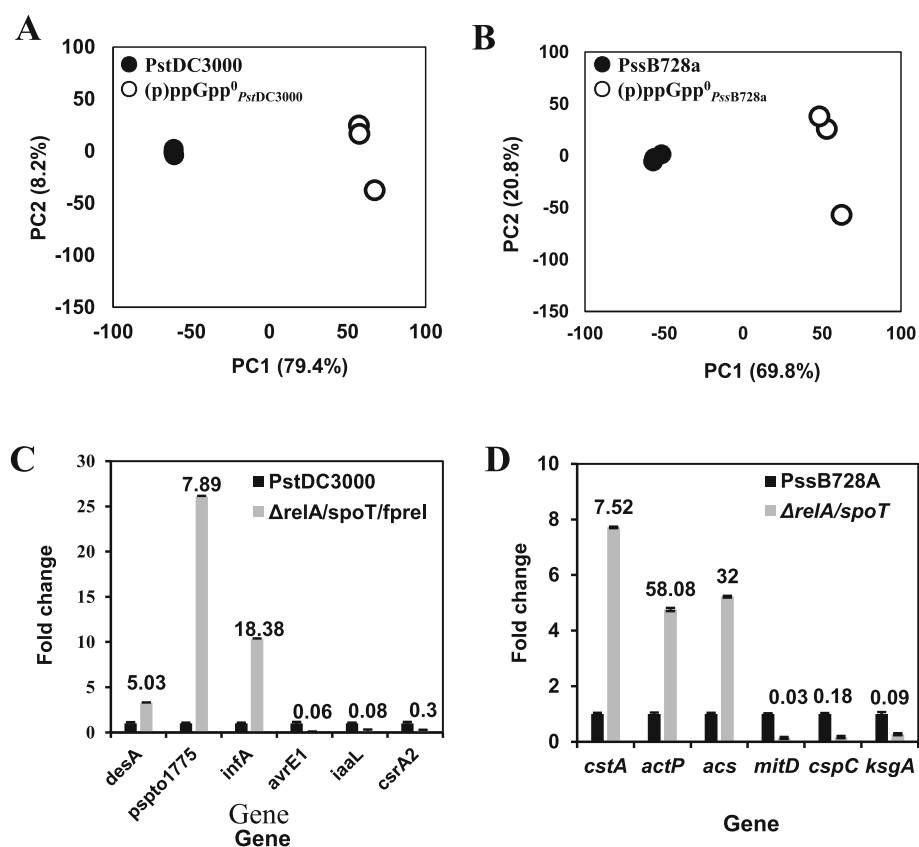 A
PstDC3000
(p)ppGpp⁰PstDC3000
100
50
0
-50
-100
-150
-100
-50
0
50
100
PC2 (8.2%)
PC1 (79.4%)
B
PssB728a
(p)ppGpp⁰PssB728a
100
50
0
-50
-100
-150
-100
-50
0
50
100
PC2 (20.8%)
PC1 (69.8%)
C
PstDC3000
ΔrelA/spoT/fpreI
30
25
20
15
10
5
0
Fold change
5.03
7.89
18.38
0.06
0.08
0.3
desA
pspto1775
infA
avrE1
iaaL
csrA2
Gene
Gene
D
PssB728A
ΔrelA/spoT
10
8
6
4
2
0
Fold change
7.52
58.08
32
0.03
0.18
0.09
cstA
actP
acs
mitD
cspC
ksgA
Gene